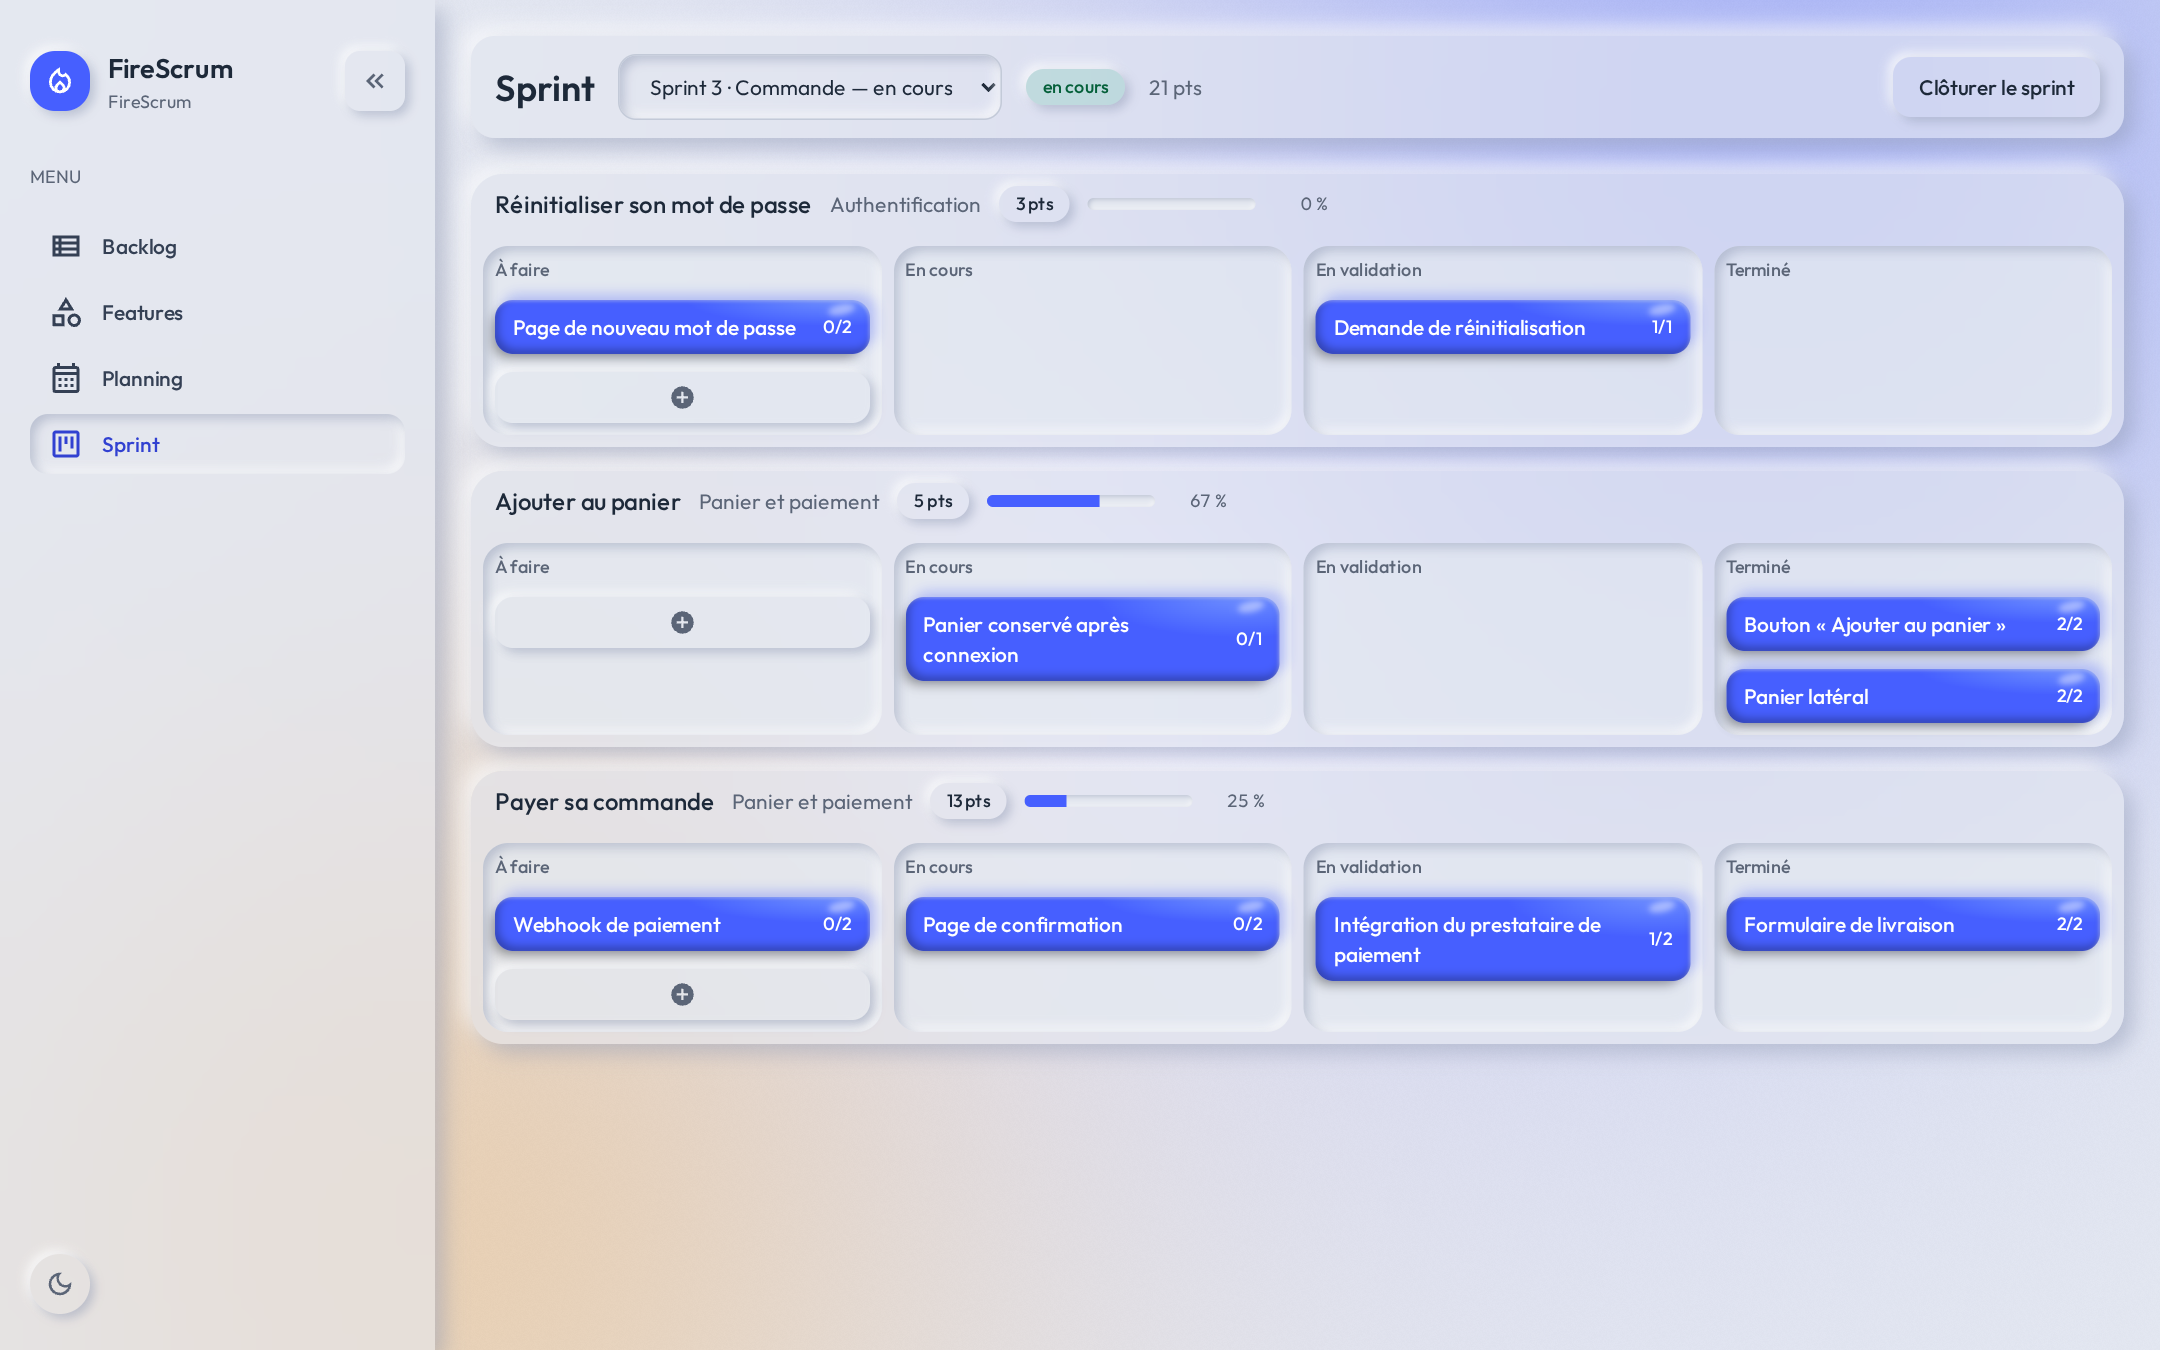 FireScrum
FireScrum
MENU
Backlog
Features
Planning
Sprint
Sprint
Sprint 3 · Commande — en cours
en cours
21 pts
Clôturer le sprint
Réinitialiser son mot de passe
Authentification
3 pts
0 %
À faire
En cours
En validation
Terminé
Page de nouveau mot de passe
0/2
Demande de réinitialisation
1/1
Ajouter au panier
Panier et paiement
5 pts
67 %
À faire
En cours
En validation
Terminé
Panier conservé après
connexion
0/1
Bouton « Ajouter au panier »
2/2
Panier latéral
2/2
Payer sa commande
Panier et paiement
13 pts
25 %
À faire
En cours
En validation
Terminé
Webhook de paiement
0/2
Page de confirmation
0/2
Intégration du prestataire de
paiement
1/2
Formulaire de livraison
2/2